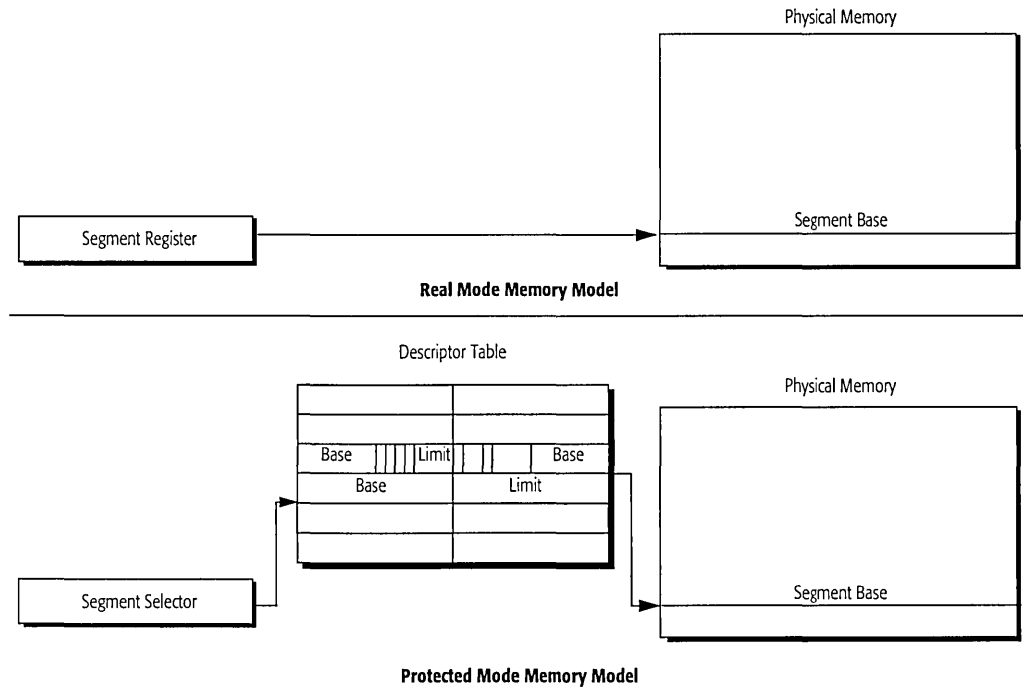 Physical Memory
Segment Base
Segment Register
Real Mode Memory Model
Descriptor Table
Physical Memory
Base Limit Base
Base Limit
Segment Base
Segment Selector
Protected Mode Memory Model